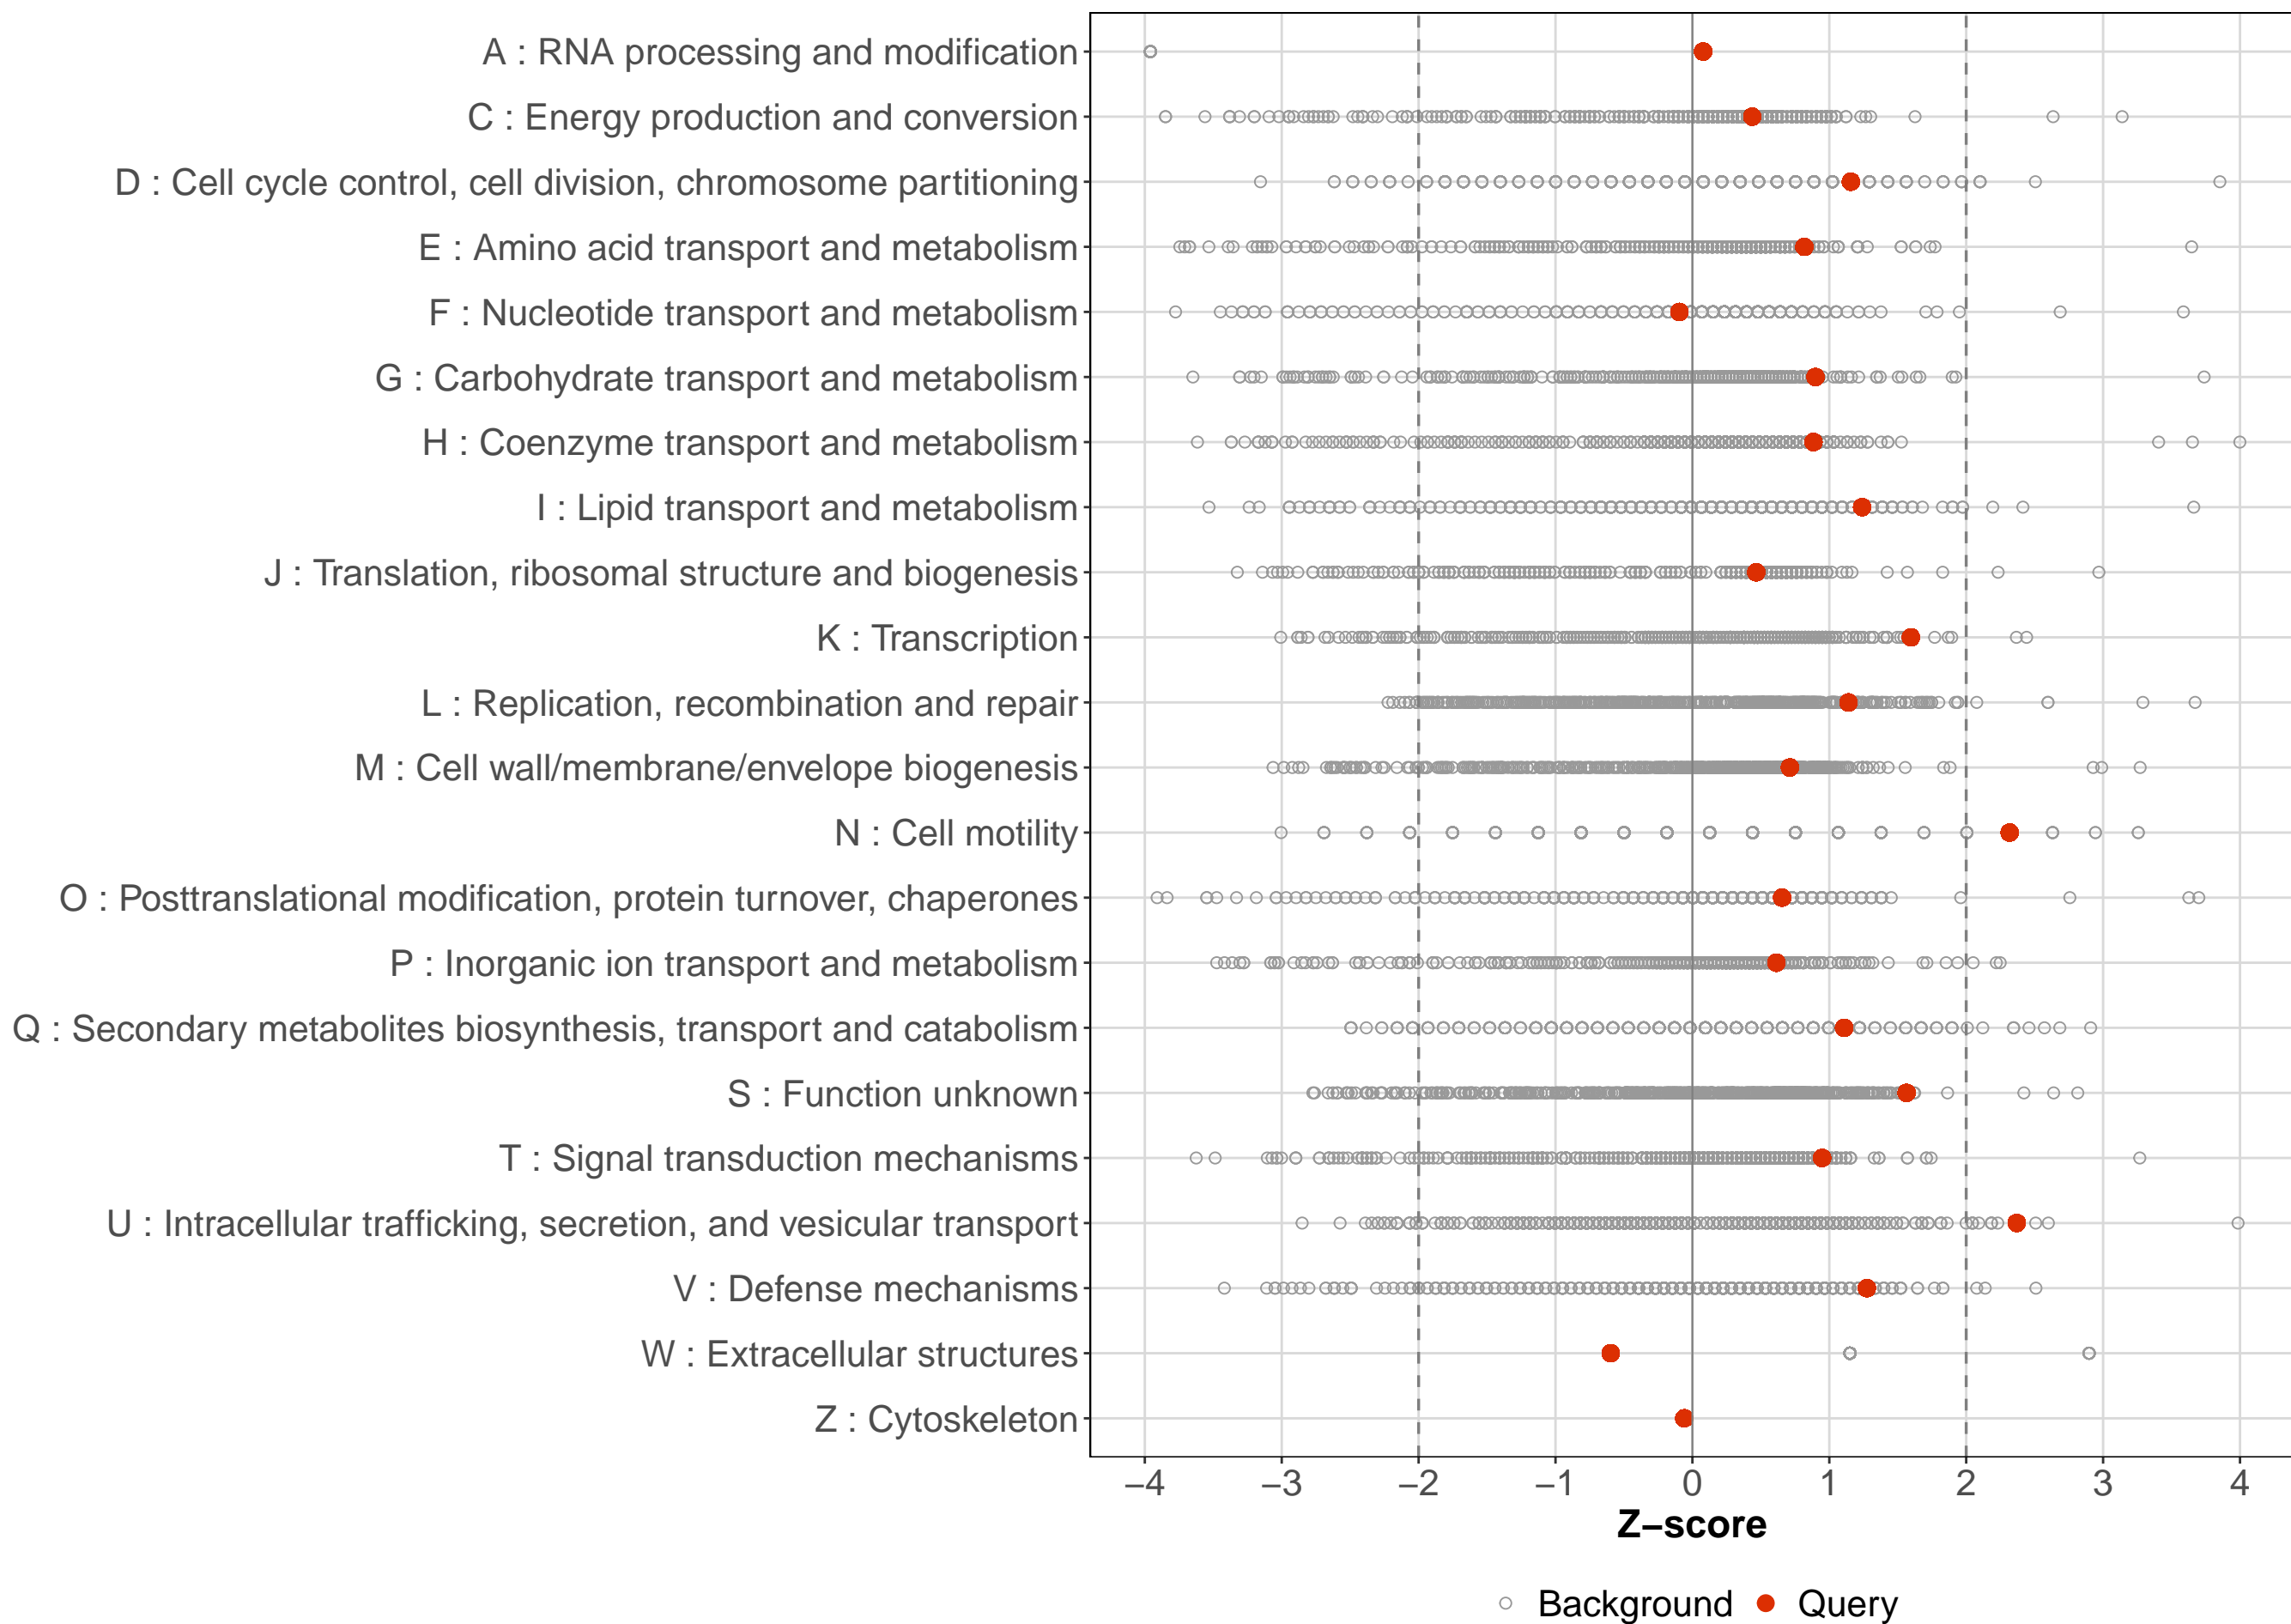 A : RNA processing and modification
C : Energy production and conversion
D : Cell cycle control, cell division, chromosome partitioning
E : Amino acid transport and metabolism
F : Nucleotide transport and metabolism
G : Carbohydrate transport and metabolism
H : Coenzyme transport and metabolism
I : Lipid transport and metabolism
J : Translation, ribosomal structure and biogenesis
K : Transcription
L : Replication, recombination and repair
M : Cell wall/membrane/envelope biogenesis
N : Cell motility
O : Posttranslational modification, protein turnover, chaperones
P : Inorganic ion transport and metabolism
Q : Secondary metabolites biosynthesis, transport and catabolism
S : Function unknown
T : Signal transduction mechanisms
U : Intracellular trafficking, secretion, and vesicular transport
V : Defense mechanisms
W : Extracellular structures
Z : Cytoskeleton
−4 −3 −2 −1 0 1 2 3 4
Z−score
Background Query